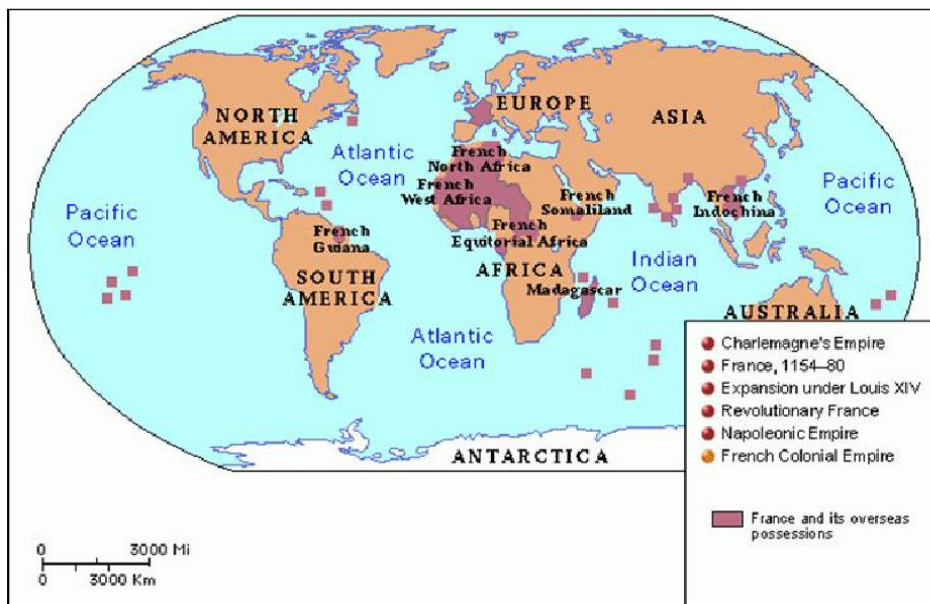 NORTH
AMERICA
EUROPE
ASIA
Atlantic
Ocean
French
North Africa
French
West Africa
French
Somaliland
French
Indochina
Pacific
Ocean
Pacific
Ocean
French
Guiana
French
Equitorial Africa
Indian
Ocean
SOUTH
AMERICA
AFRICA
Madagascar
AUSTRALIA
Atlantic
Ocean
ANTARCTICA
Charlemagne's Empire
France, 1154–80
Expansion under Louis XIV
Revolutionary France
Napoleonic Empire
French Colonial Empire
France and its overseas
possessions
0 3000 Mi
0 3000 Km